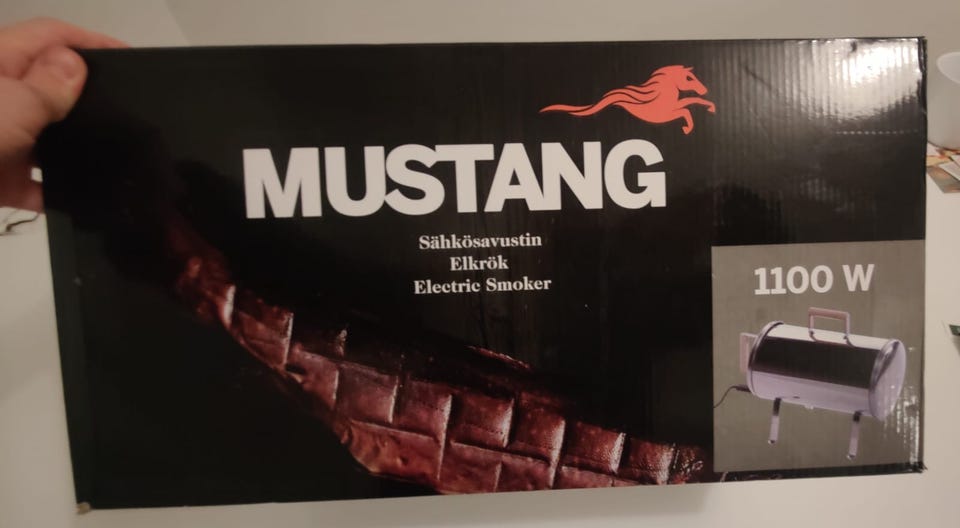 MUSTANG
Sähkösavustin
Elkrök
Electric Smoker
1100 W